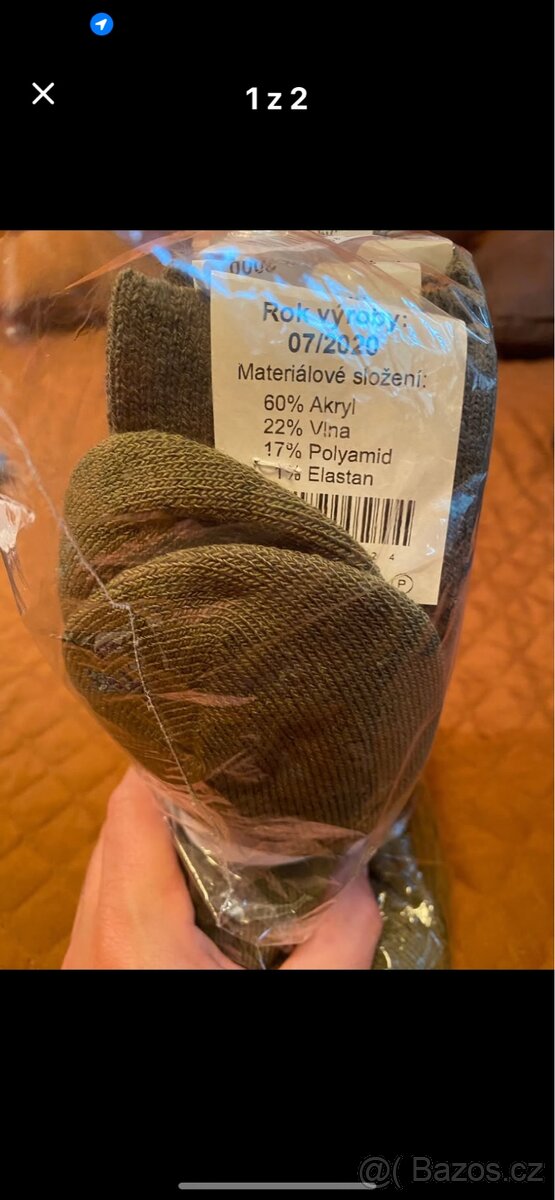 1 z 2
Rok výroby:
07/2020
Materiálové složení:
60% Akryl
22% Vlna
17% Polyamid
1% Elastan
P
@( Bazos.cz